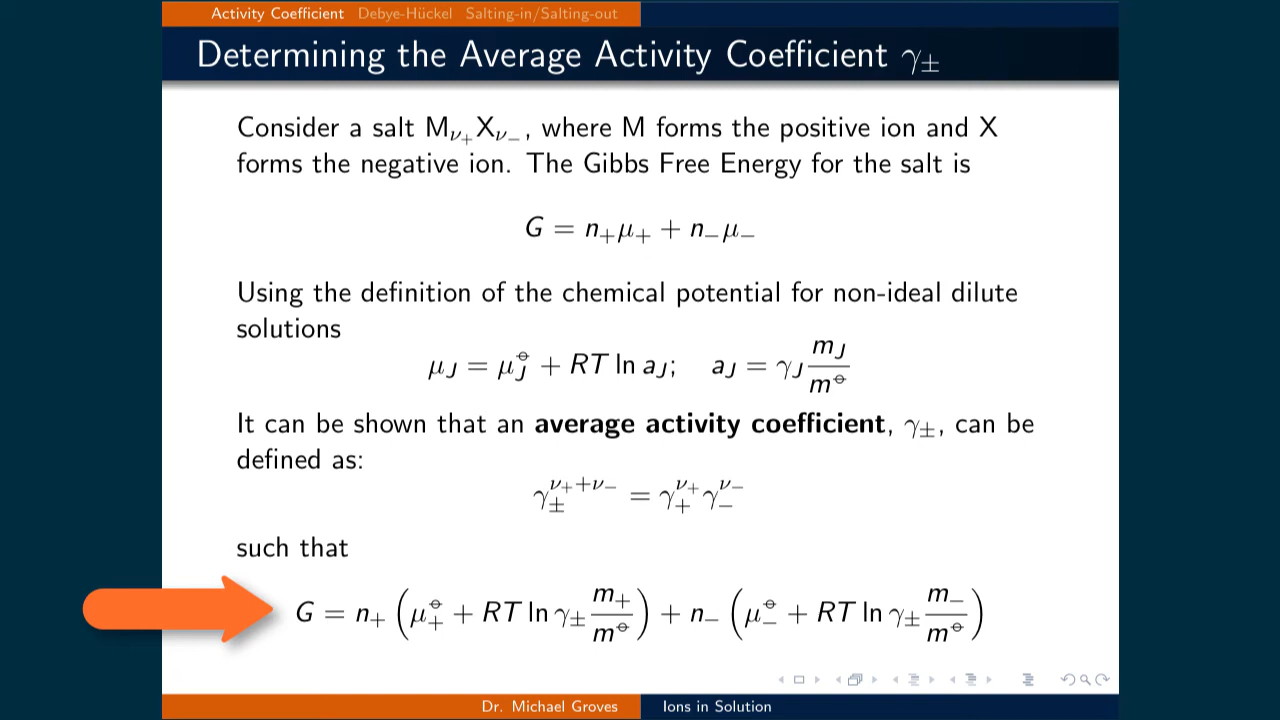 Activity Coefficient Debye-Hückel Salting-in/Salting-out
Determining the Average Activity Coefficient γ±
Consider a salt M_ν₊X_ν₋, where M forms the positive ion and X
forms the negative ion. The Gibbs Free Energy for the salt is
G = n₊μ₊ + n₋μ₋
Using the definition of the chemical potential for non-ideal dilute
solutions
μ_J = μ_J^⦵ + RT ln a_J; a_J = γ_J m_J/m^⦵
It can be shown that an average activity coefficient, γ±, can be
defined as:
γ±^(ν₊+ν₋) = γ₊^ν₊ γ₋^ν₋
such that
G = n₊ (μ₊^⦵ + RT ln γ± m₊/m^⦵) + n₋ (μ₋^⦵ + RT ln γ± m₋/m^⦵)
Dr. Michael Groves Ions in Solution